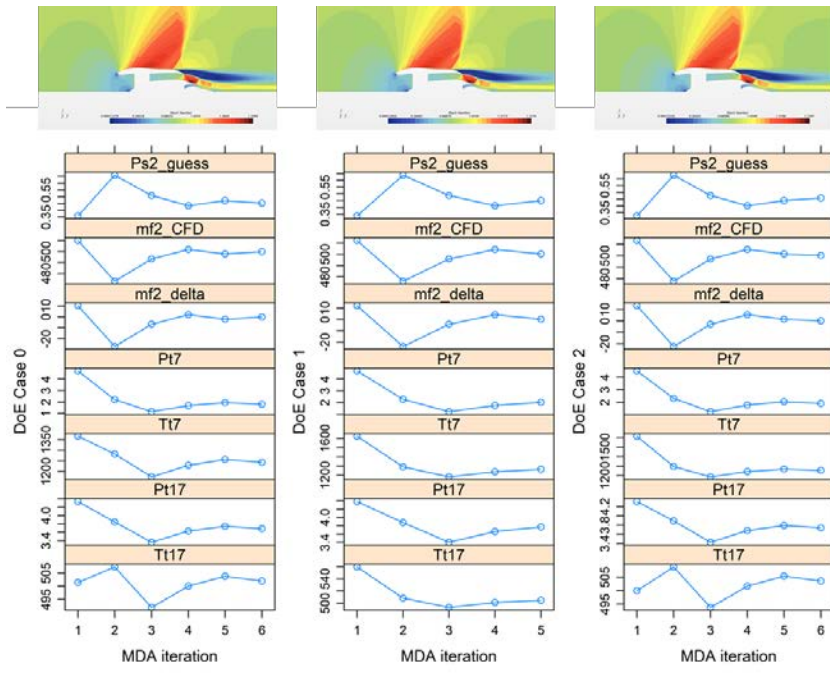 DoE Case 0
Ps2_guess
0.35 0.55
mf2_CFD
480 500
mf2_delta
-20 0 10
Pt7
1 2 3 4
Tt7
1200 1350
Pt17
3.4 4.0
Tt17
495 505
1 2 3 4 5 6
MDA iteration
DoE Case 1
Ps2_guess
0.35 0.55
mf2_CFD
480 500
mf2_delta
-20 0 10
Pt7
2 3 4
Tt7
1200 1600
Pt17
3.4 4.0
Tt17
500 540
1 2 3 4 5
MDA iteration
DoE Case 2
Ps2_guess
0.35 0.55
mf2_CFD
480 500
mf2_delta
-20 0 10
Pt7
2 3 4
Tt7
1200 1500
Pt17
3.4 3.8 4.2
Tt17
495 505
1 2 3 4 5 6
MDA iteration